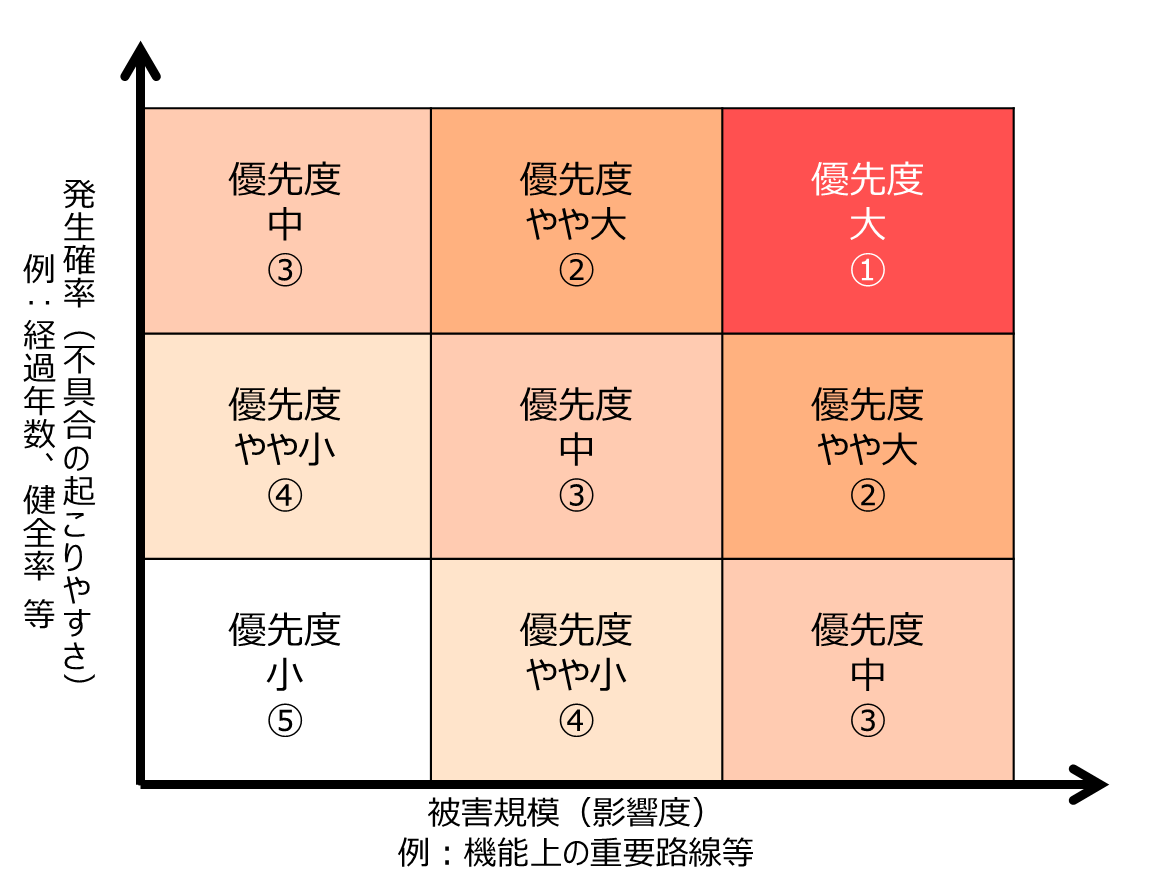 発生確率（不具合の起こりやすさ）
例：経過年数、健全率 等
優先度
中
③
優先度
やや大
②
優先度
大
①
優先度
やや小
④
優先度
中
③
優先度
やや大
②
優先度
小
⑤
優先度
やや小
④
優先度
中
③
被害規模（影響度）
例：機能上の重要路線等